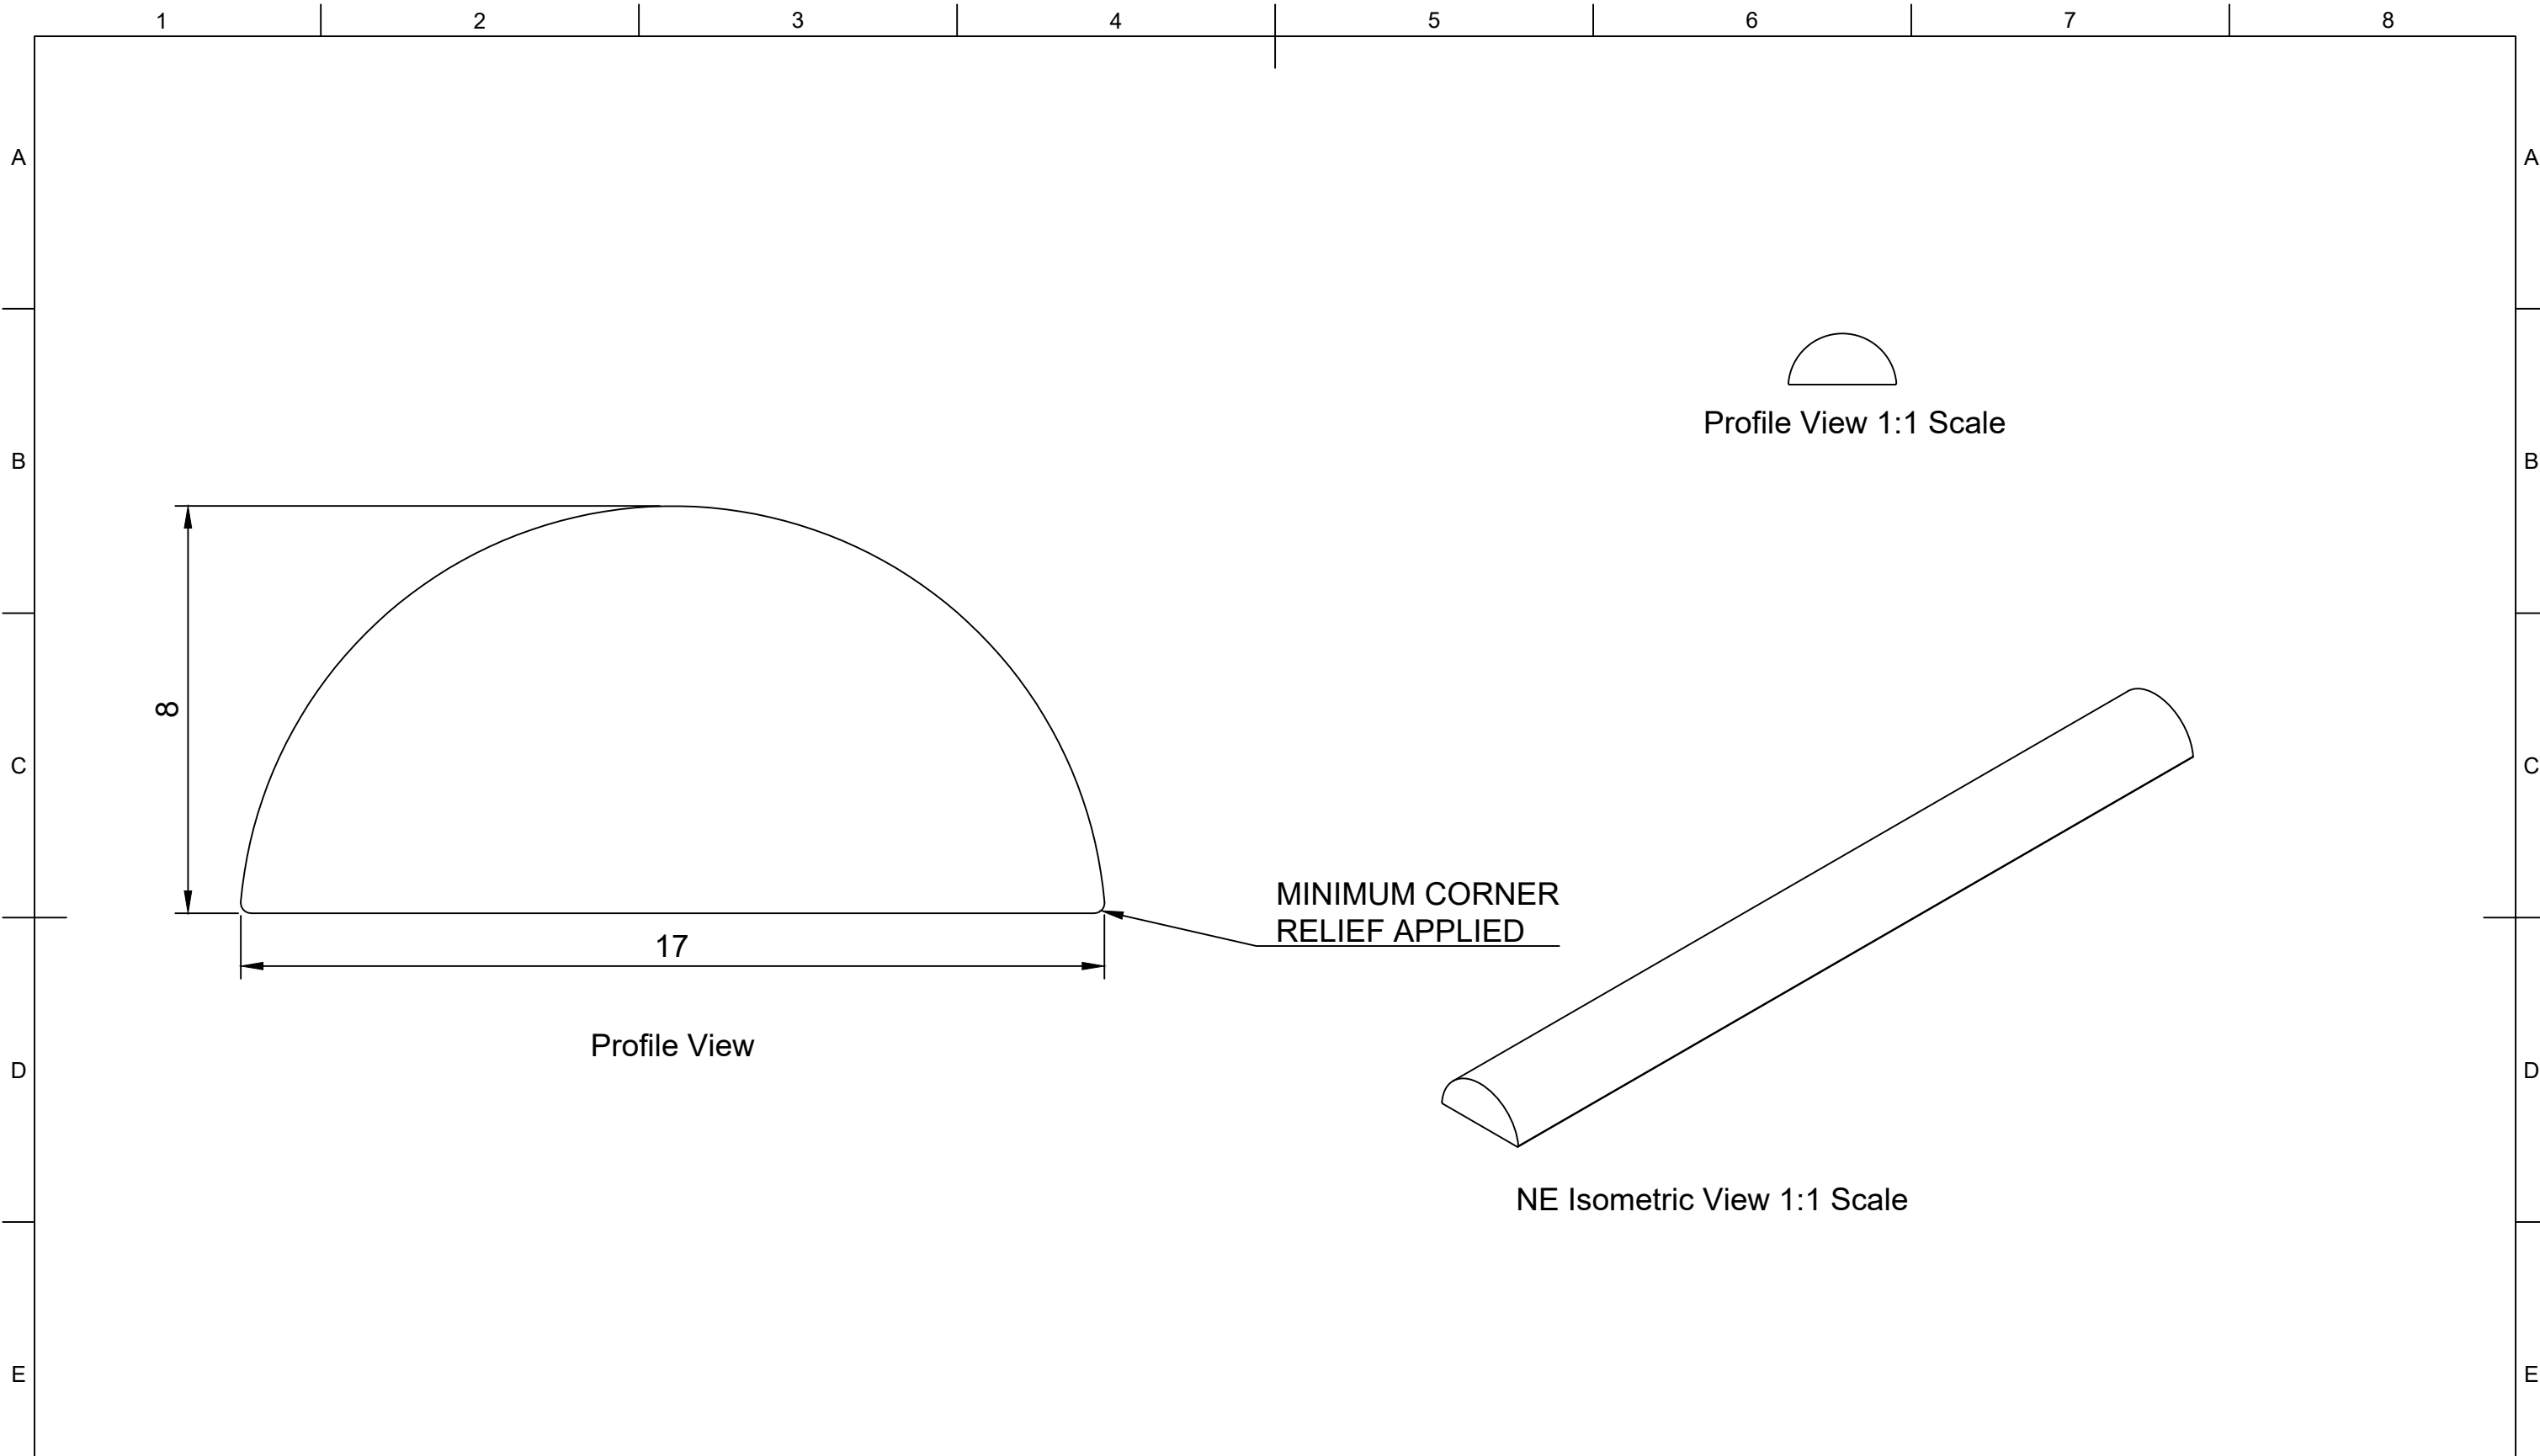 1 2 3 4 5 6 7 8
A A
Profile View 1:1 Scale
B B
8
C C
MINIMUM CORNER
RELIEF APPLIED
17
Profile View
D D
NE Isometric View 1:1 Scale
E E